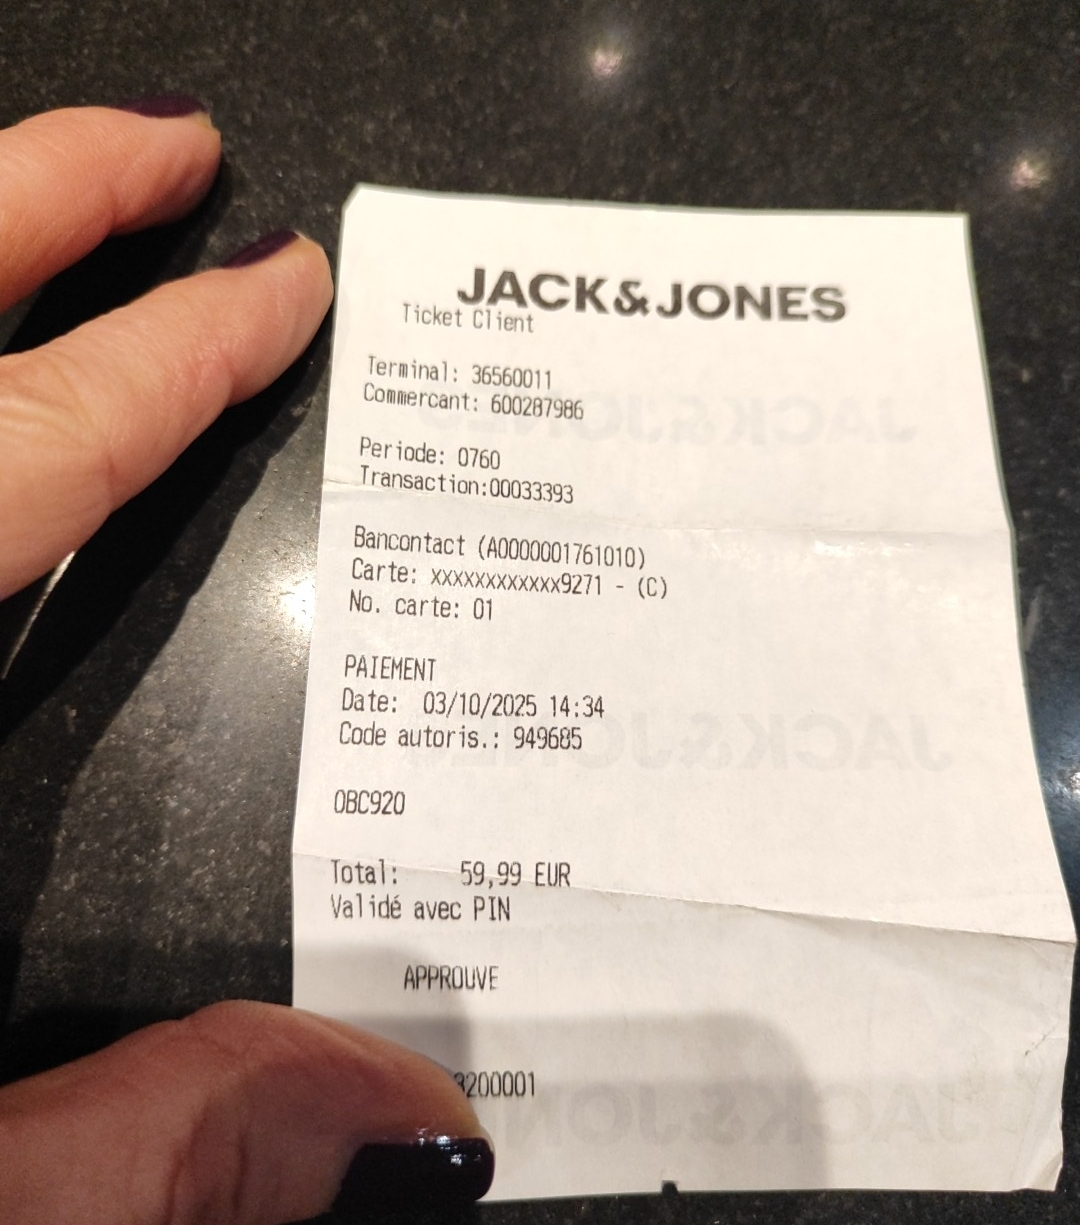 JACK&JONES
Ticket Client
Terminal: 36560011
Commercant: 600287986
Periode: 0760
Transaction:00033393
Bancontact (A0000001761010)
Carte: xxxxxxxxxxxx9271 - (C)
No. carte: 01
PAIEMENT
Date: 03/10/2025 14:34
Code autoris.: 949685
OBC920
Total: 59,99 EUR
Validé avec PIN
APPROUVE